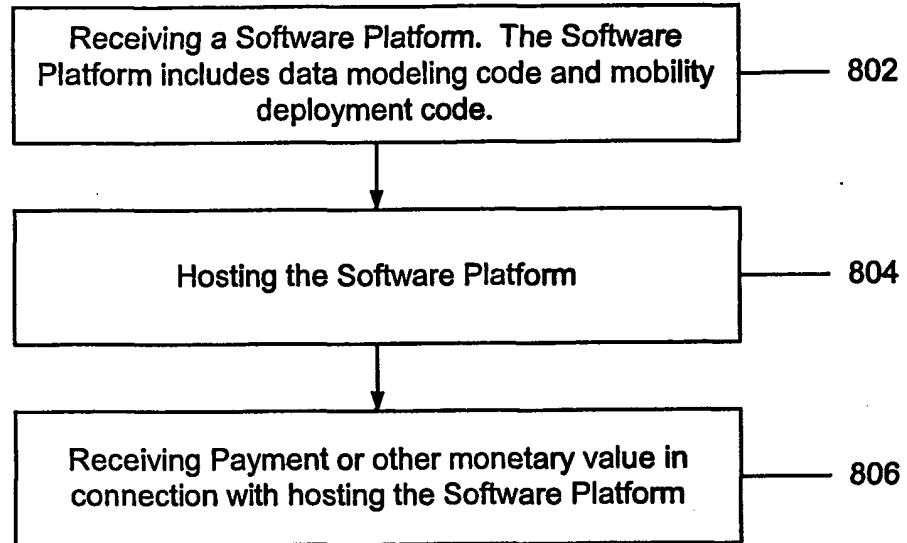 Receiving a Software Platform. The Software
Platform includes data modeling code and mobility
deployment code.
802
Hosting the Software Platform
804
Receiving Payment or other monetary value in
connection with hosting the Software Platform
806